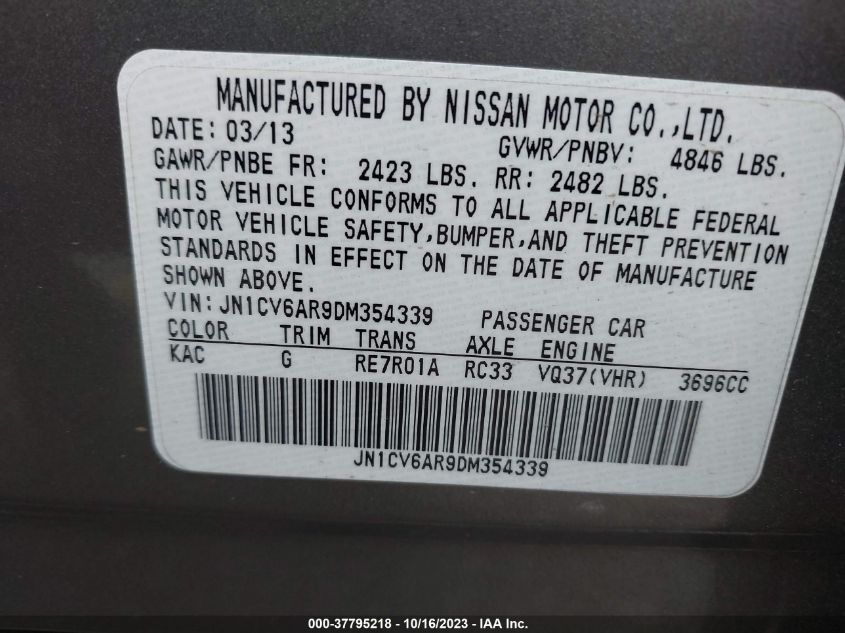 MANUFACTURED BY NISSAN MOTOR CO.,LTD.
DATE: 03/13 GVWR/PNBV: 4846 LBS.
GAWR/PNBE FR: 2423 LBS. RR: 2482 LBS.
THIS VEHICLE CONFORMS TO ALL APPLICABLE FEDERAL
MOTOR VEHICLE SAFETY,BUMPER,AND THEFT PREVENTION
STANDARDS IN EFFECT ON THE DATE OF MANUFACTURE
SHOWN ABOVE.
VIN:JN1CV6AR9DM354339 PASSENGER CAR
COLOR TRIM TRANS AXLE ENGINE
KAC G RE7R01A RC33 VQ37(VHR) 3696CC
JN1CV6AR9DM354339
000-37795218 - 10/16/2023 - IAA Inc.